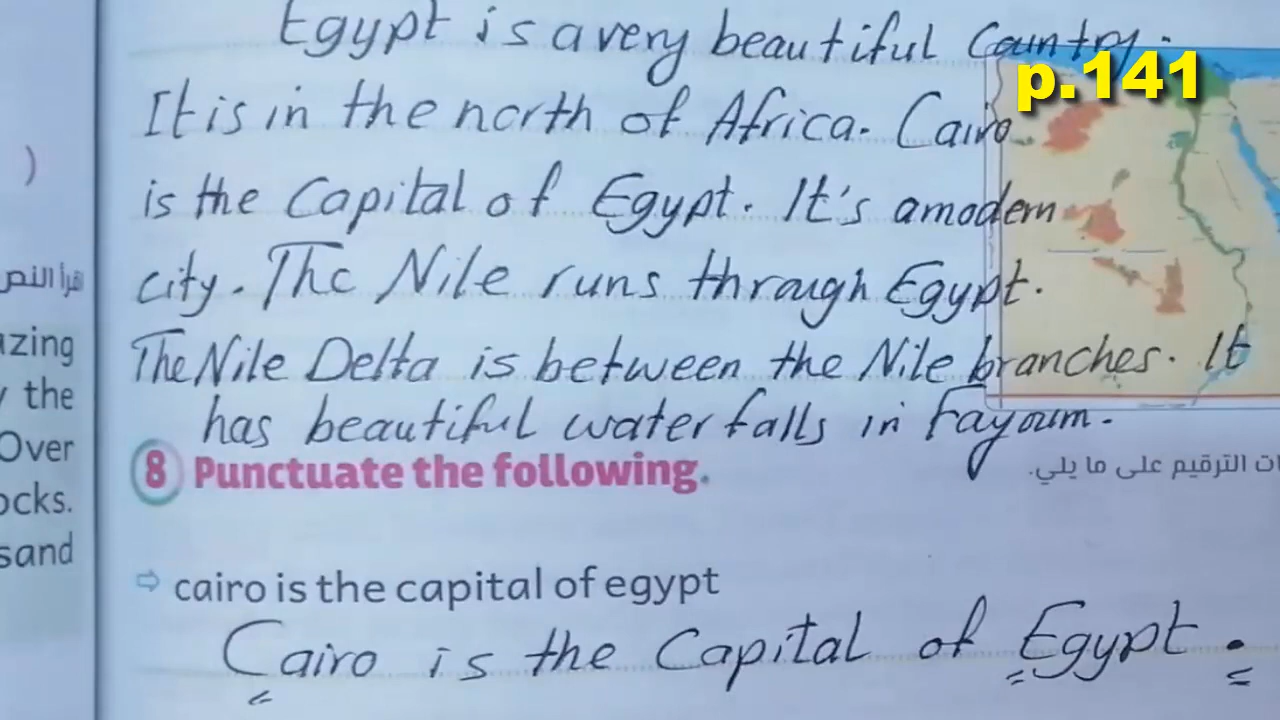 Egypt is a very beautiful Country.
p.141
It is in the north of Africa. Cairo
is the Capital of Egypt. It's a modern
city. The Nile runs through Egypt.
The Nile Delta is between the Nile branches. It
has beautiful water falls in Fayoum.
)
اقرأ النص
azing
the
Over
ocks.
sand
8 Punctuate the following.
ات الترقيم على ما يلي.
⇨ cairo is the capital of egypt
Cairo is the Capital of Egypt.